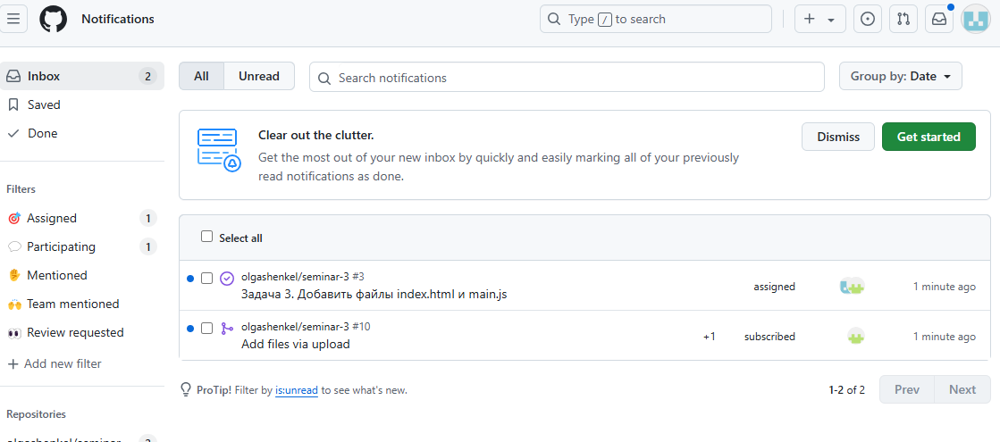 Notifications
Type / to search
Inbox 2
Saved
Done
Filters
Assigned 1
Participating 1
Mentioned
Team mentioned
Review requested
Add new filter
Repositories
All Unread
Search notifications
Group by: Date
Clear out the clutter.
Get the most out of your new inbox by quickly and easily marking all of your previously
read notifications as done.
Dismiss
Get started
Select all
olgashenkel/seminar-3 #3
Задача 3. Добавить файлы index.html и main.js
assigned
1 minute ago
olgashenkel/seminar-3 #10
Add files via upload
+1
subscribed
1 minute ago
ProTip! Filter by is:unread to see what's new.
1-2 of 2
Prev Next